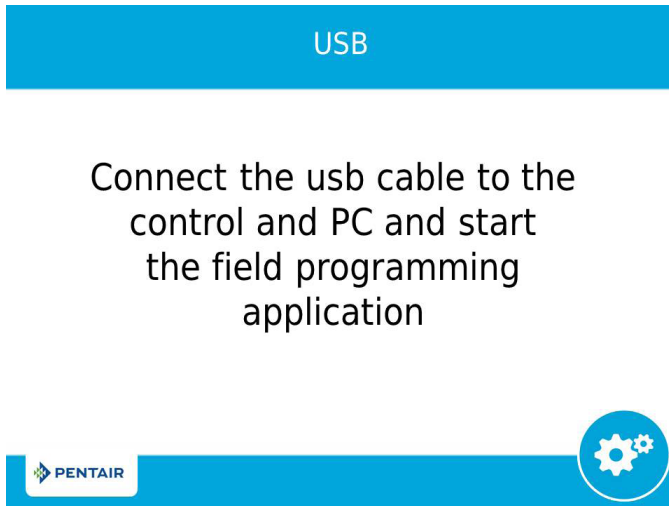 USB
Connect the usb cable to the
control and PC and start
the field programming
application
PENTAIR